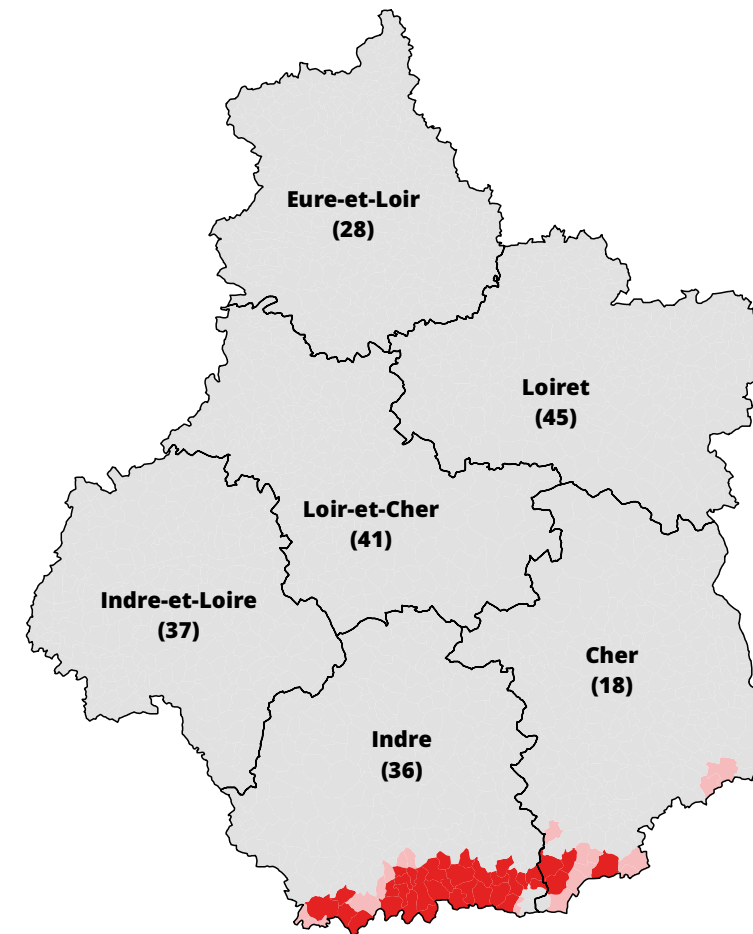 Eure-et-Loir
(28)
Loiret
(45)
Loir-et-Cher
(41)
Indre-et-Loire
(37)
Cher
(18)
Indre
(36)